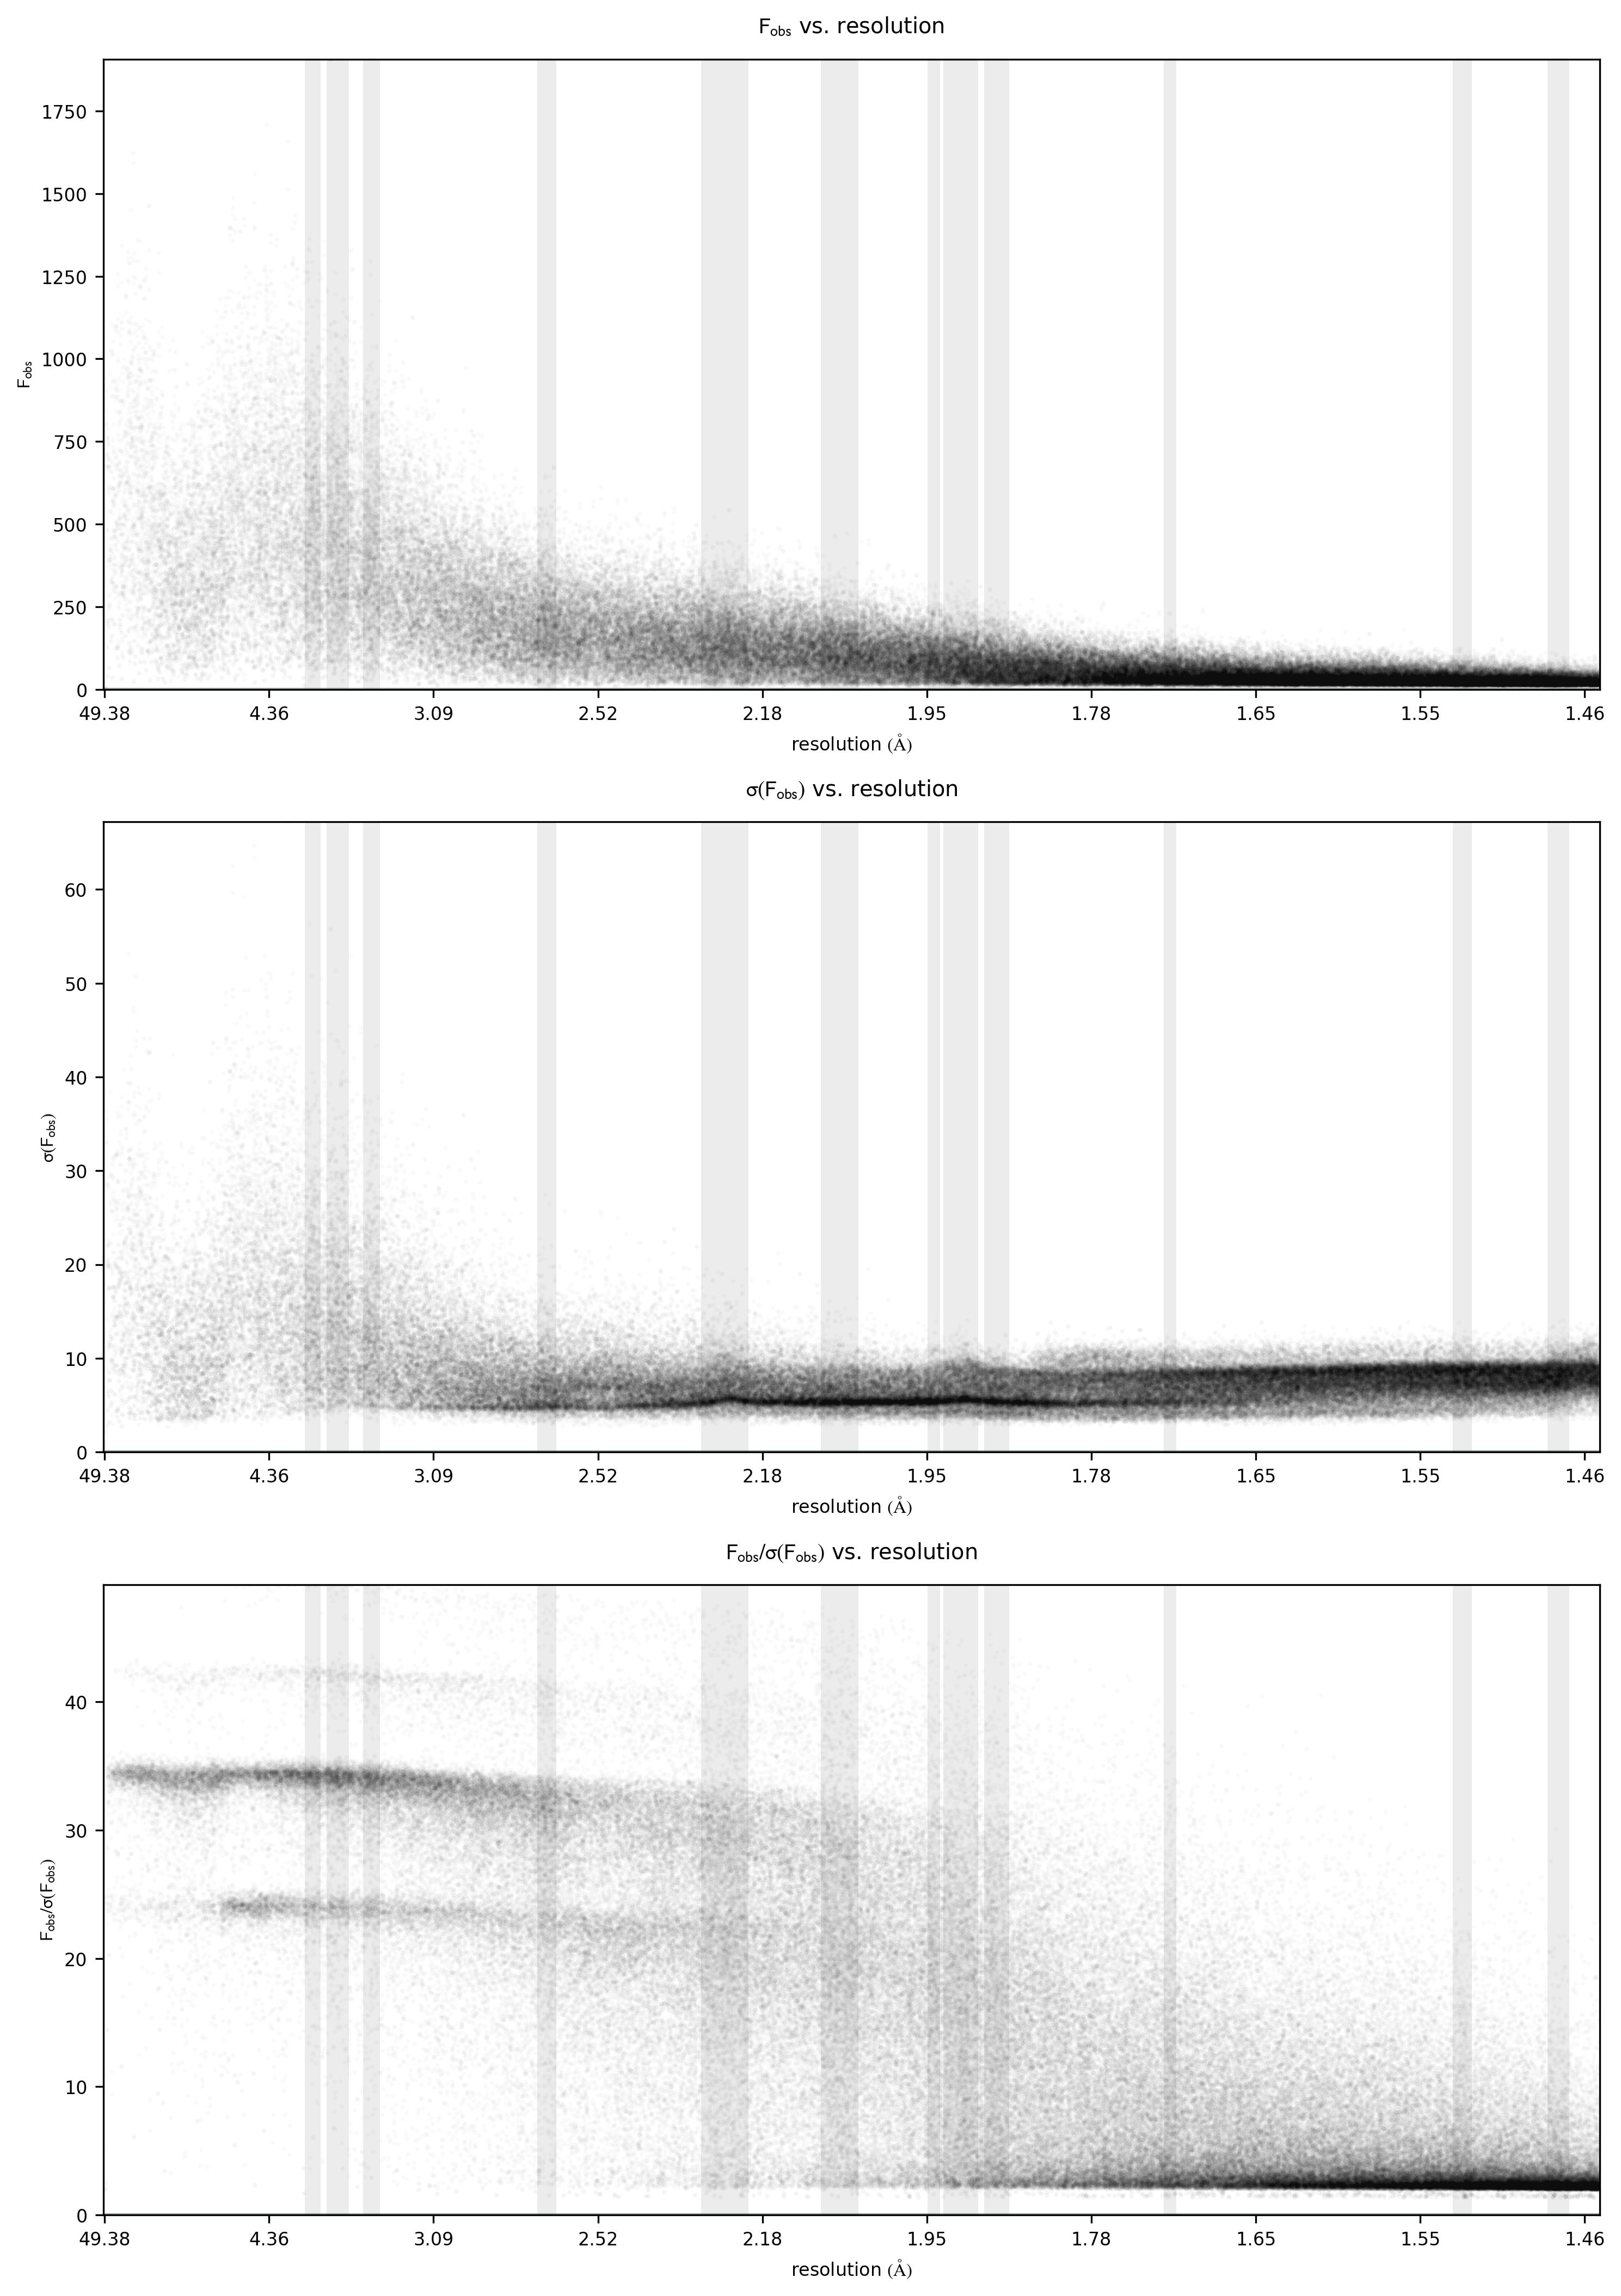 Fobs vs. resolution
Fobs
1750
1500
1250
1000
750
500
250
0
49.38 4.36 3.09 2.52 2.18 1.95 1.78 1.65 1.55 1.46
resolution (Å)
σ(Fobs) vs. resolution
σ(Fobs)
60
50
40
30
20
10
0
49.38 4.36 3.09 2.52 2.18 1.95 1.78 1.65 1.55 1.46
resolution (Å)
Fobs/σ(Fobs) vs. resolution
Fobs/σ(Fobs)
40
30
20
10
0
49.38 4.36 3.09 2.52 2.18 1.95 1.78 1.65 1.55 1.46
resolution (Å)